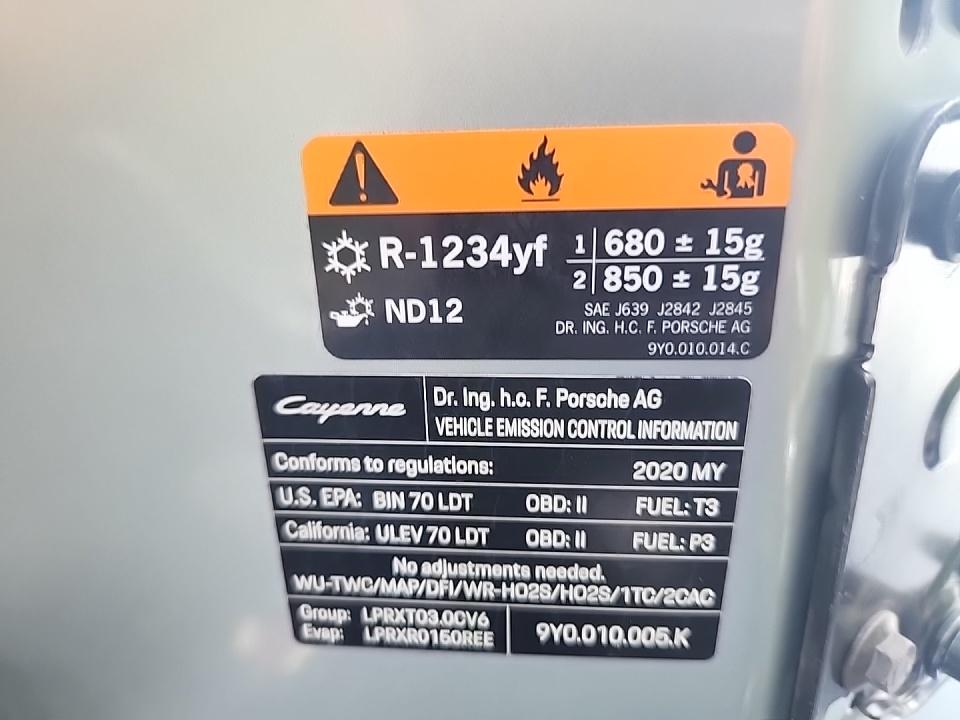 R-1234yf 1 680 ± 15g
2 850 ± 15g
ND12
SAE J639 J2842 J2845
DR. ING. H.C. F. PORSCHE AG
9Y0.010.014.C
Cayenne
Dr. Ing. h.c. F. Porsche AG
VEHICLE EMISSION CONTROL INFORMATION
Conforms to regulations: 2020 MY
U.S. EPA: BIN 70 LDT OBD: II FUEL: T3
California: ULEV 70 LDT OBD: II FUEL: P3
No adjustments needed.
WU-TWC/MAP/DFI/WR-HO2S/HO2S/1TC/2CAC
Group: LPRXT03.0CV6
Evap: LPRXR0150REE
9Y0.010.005.K